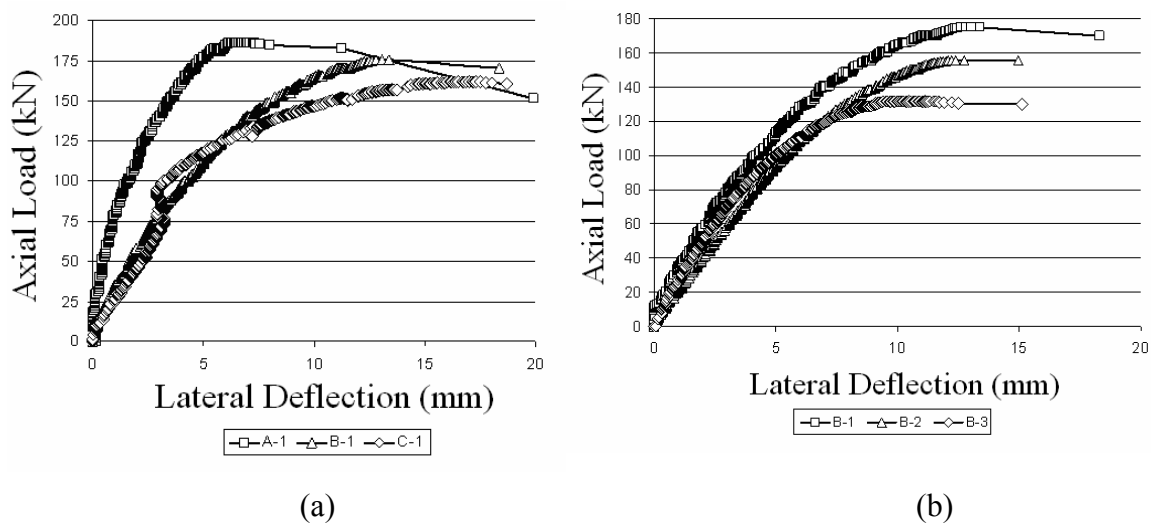 200
175
150
125
100
75
50
25
0
Axial Load (kN)
0 5 10 15 20
Lateral Deflection (mm)
A-1 B-1 C-1
(a)
180
160
140
120
100
80
60
40
20
0
Axial Load (kN)
0 5 10 15 20
Lateral Deflection (mm)
B-1 B-2 B-3
(b)